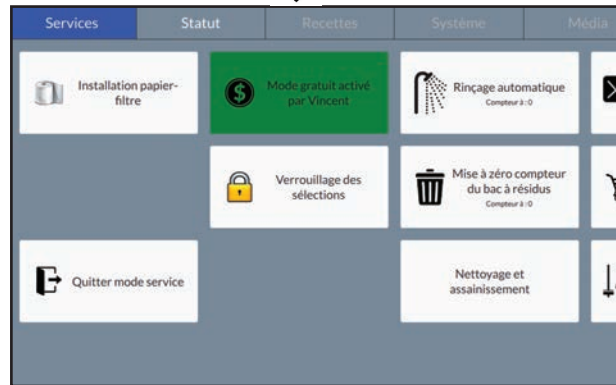 Services
Statut
Recettes
Système
Média
Installation papier-
filtre
Mode gratuit activé
par Vincent
Rinçage automatique
Compteur à : 0
Verrouillage des
sélections
Mise à zéro compteur
du bac à résidus
Compteur à : 0
Quitter mode service
Nettoyage et
assainissement